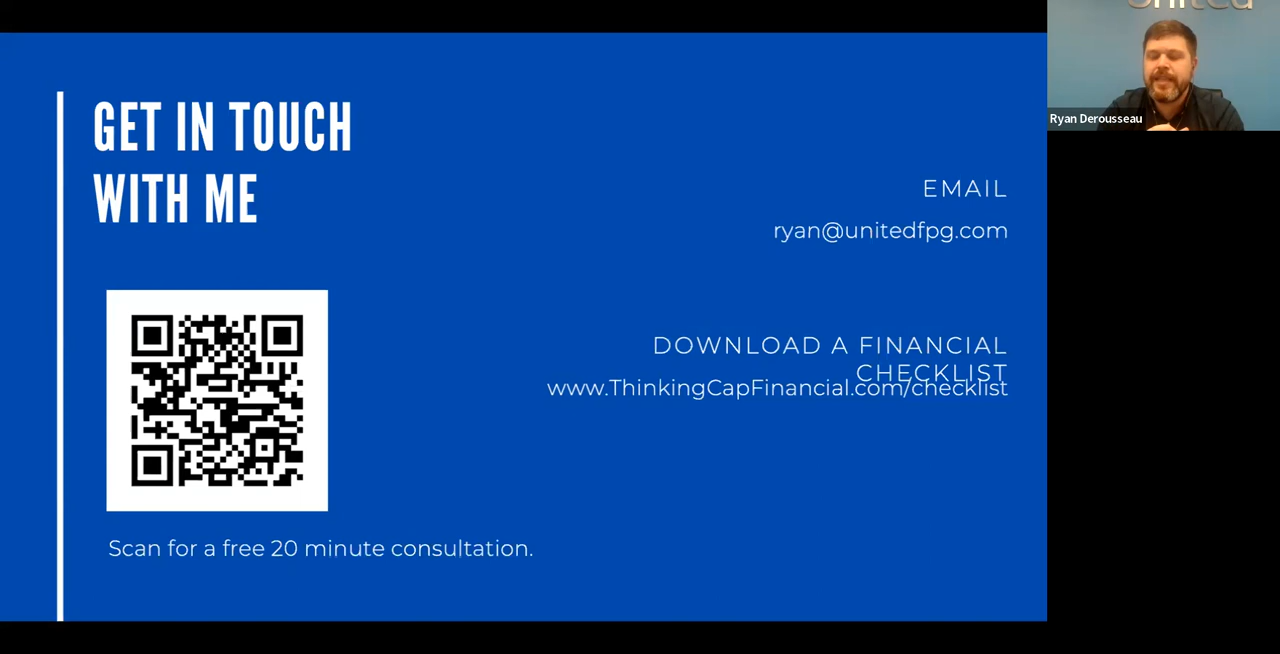 GET IN TOUCH
WITH ME
EMAIL
ryan@unitedfpg.com
DOWNLOAD A FINANCIAL
CHECKLIST
www.ThinkingCapFinancial.com/checklist
Scan for a free 20 minute consultation.
United
Ryan Derousseau